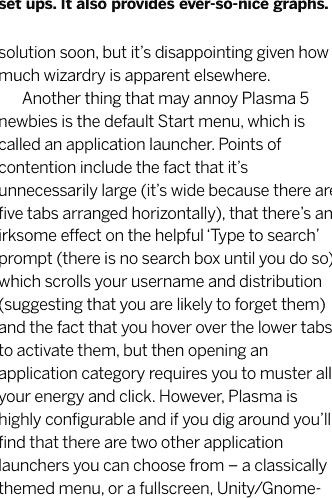 set ups. It also provides ever-so-nice graphs.
solution soon, but it's disappointing given how
much wizardry is apparent elsewhere.
Another thing that may annoy Plasma 5
newbies is the default Start menu, which is
called an application launcher. Points of
contention include the fact that it's
unnecessarily large (it's wide because there are
five tabs arranged horizontally), that there's an
irksome effect on the helpful 'Type to search'
prompt (there is no search box until you do so)
which scrolls your username and distribution
(suggesting that you are likely to forget them)
and the fact that you hover over the lower tabs
to activate them, but then opening an
application category requires you to muster all
your energy and click. However, Plasma is
highly configurable and if you dig around you'll
find that there are two other application
launchers you can choose from – a classically
themed menu, or a fullscreen, Unity/Gnome-